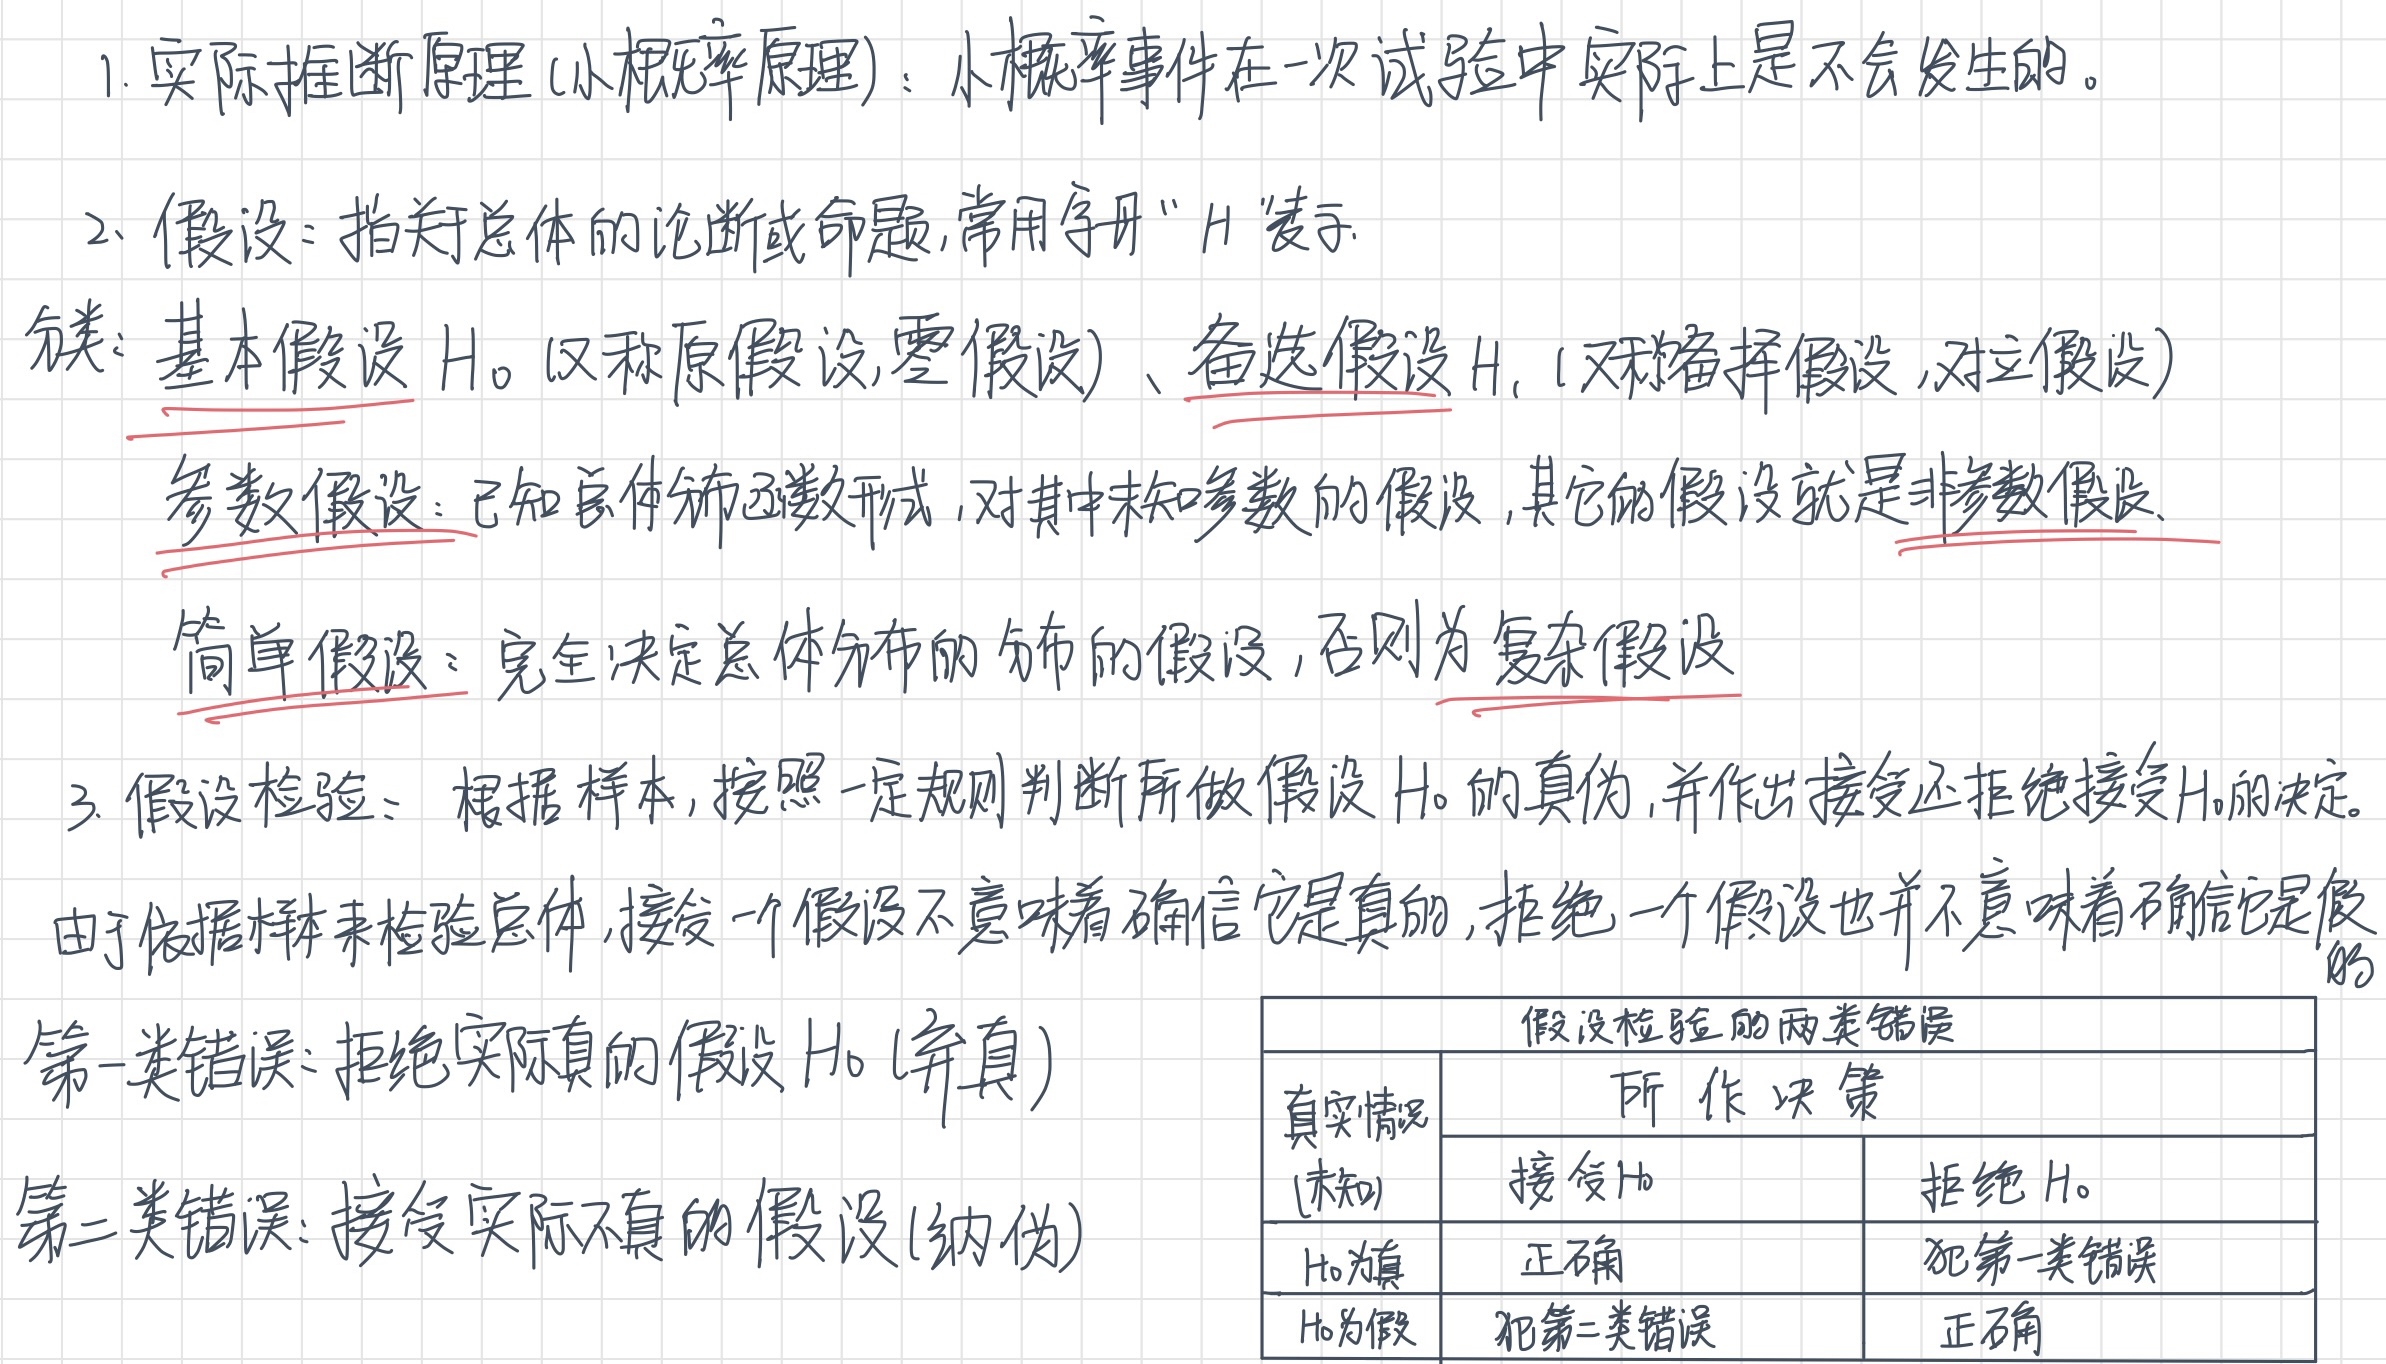 1. 实际推断原理(小概率原理)：小概率事件在一次试验中实际上是不会发生的。
2、假设：指关于总体的论断或命题,常用字母“H”表示.
分类：基本假设 H₀ (又称原假设,零假设)、备选假设 H₁ (又称备择假设,对立假设)
参数假设：已知总体分布函数形式,对其中未知参数的假设,其它的假设就是非参数假设、
简单假设：完全决定总体分布的分布的假设,否则为复杂假设
3. 假设检验：根据样本,按照一定规则判断所做假设 H₀ 的真伪,并作出接受还拒绝接受H₀的决定。
由于依据样本来检验总体,接受一个假设不意味着确信它是真的,拒绝一个假设也并不意味着确信它是假的
第一类错误：拒绝实际真的假设 H₀ (弃真)
第二类错误：接受实际不真的假设(纳伪)
假设检验的两类错误
真实情况(未知) 所作决策
接受H₀ 拒绝H₀
H₀为真 正确 犯第一类错误
H₀为假 犯第二类错误 正确